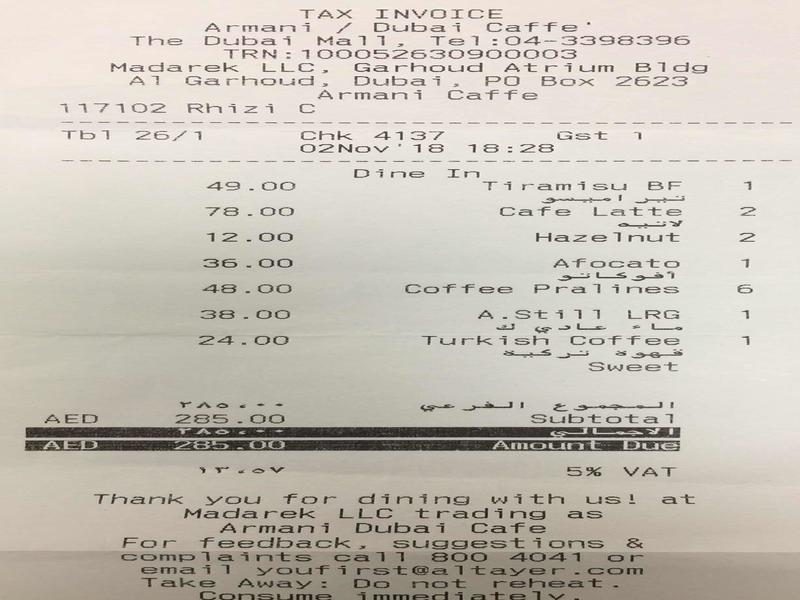 TAX INVOICE
Armani / Dubai Caffe'
The Dubai Mall, Tel:04-3398396
TRN:100052630900003
Madarek LLC, Garhoud Atrium Bldg
Al Garhoud, Dubai, PO Box 2623
Armani Caffe
117102 Rhizi C
Tbl 26/1 Chk 4137 Gst 1
02Nov'18 18:28
Dine In
49.00 Tiramisu BF 1
تيراميسو
78.00 Cafe Latte 2
لاتيه
12.00 Hazelnut 2
36.00 Afocato 1
أفوكاتو
48.00 Coffee Pralines 6
38.00 A.Still LRG 1
ماء عادي ك
24.00 Turkish Coffee 1
قهوة تركية
Sweet
المجموع الفرعي ٢٨٥.٠٠
AED 285.00 Subtotal
الاجمالي ٢٨٥.٠٠
AED 285.00 Amount Due
١٣.٥٧ 5% VAT
Thank you for dining with us! at
Madarek LLC trading as
Armani Dubai Cafe
For feedback, suggestions &
complaints call 800 4041 or
email youfirst@altayer.com
Take Away: Do not reheat.
Consume immediately.